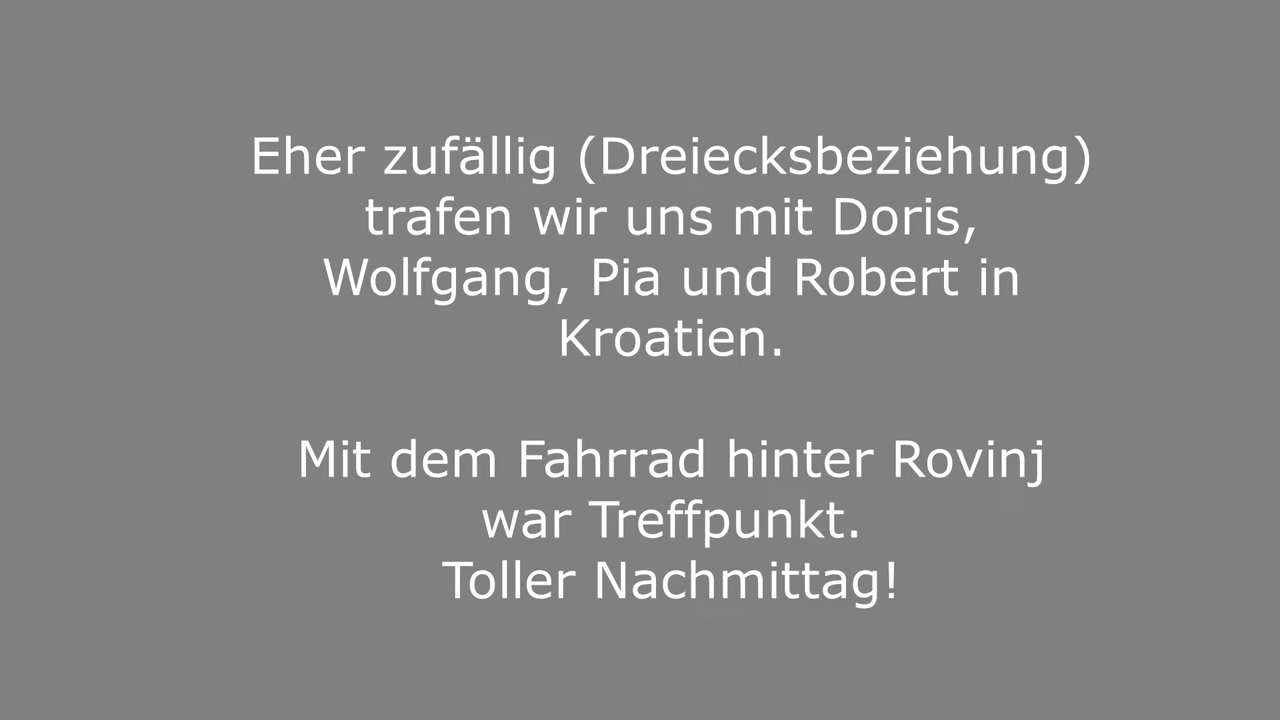 Eher zufällig (Dreiecksbeziehung)
trafen wir uns mit Doris,
Wolfgang, Pia und Robert in
Kroatien.
Mit dem Fahrrad hinter Rovinj
war Treffpunkt.
Toller Nachmittag!